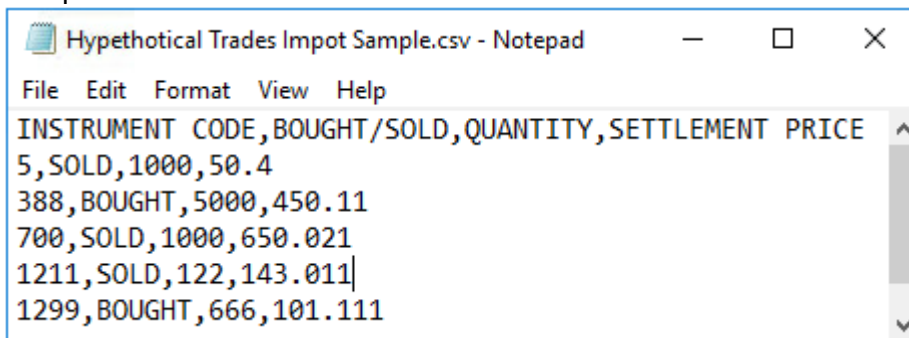 Hypethotical Trades Impot Sample.csv - Notepad
File Edit Format View Help
INSTRUMENT CODE,BOUGHT/SOLD,QUANTITY,SETTLEMENT PRICE
5,SOLD,1000,50.4
388,BOUGHT,5000,450.11
700,SOLD,1000,650.021
1211,SOLD,122,143.011
1299,BOUGHT,666,101.111